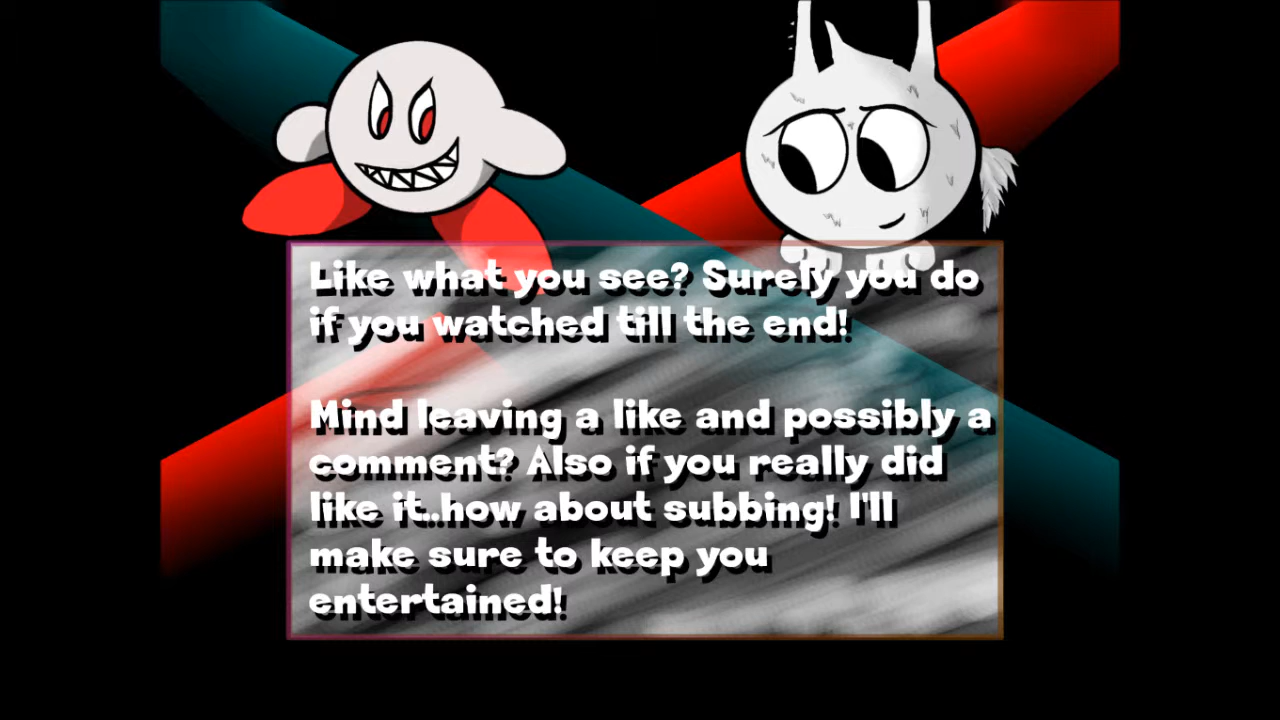 Like what you see? Surely you do
if you watched till the end!
Mind leaving a like and possibly a
comment? Also if you really did
like it..how about subbing! I'll
make sure to keep you
entertained!